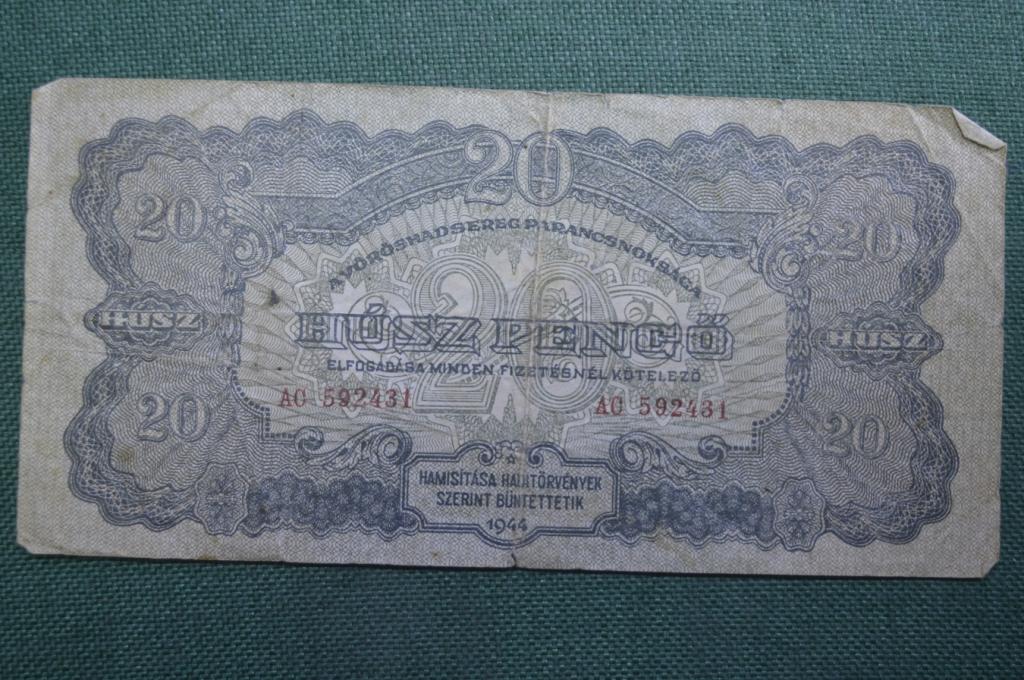 20
20 20
A VÖRÖSHADSEREG PARANCSNOKSÁGA
20
HUSZ HÚSZ PENGŐ HUSZ
ELFOGADÁSA MINDEN FIZETÉSNÉL KÖTELEZŐ
AC 592431 AC 592431
20 20
HAMISÍTÁSA HADITÖRVÉNYEK
SZERINT BÜNTETTETIK
1944